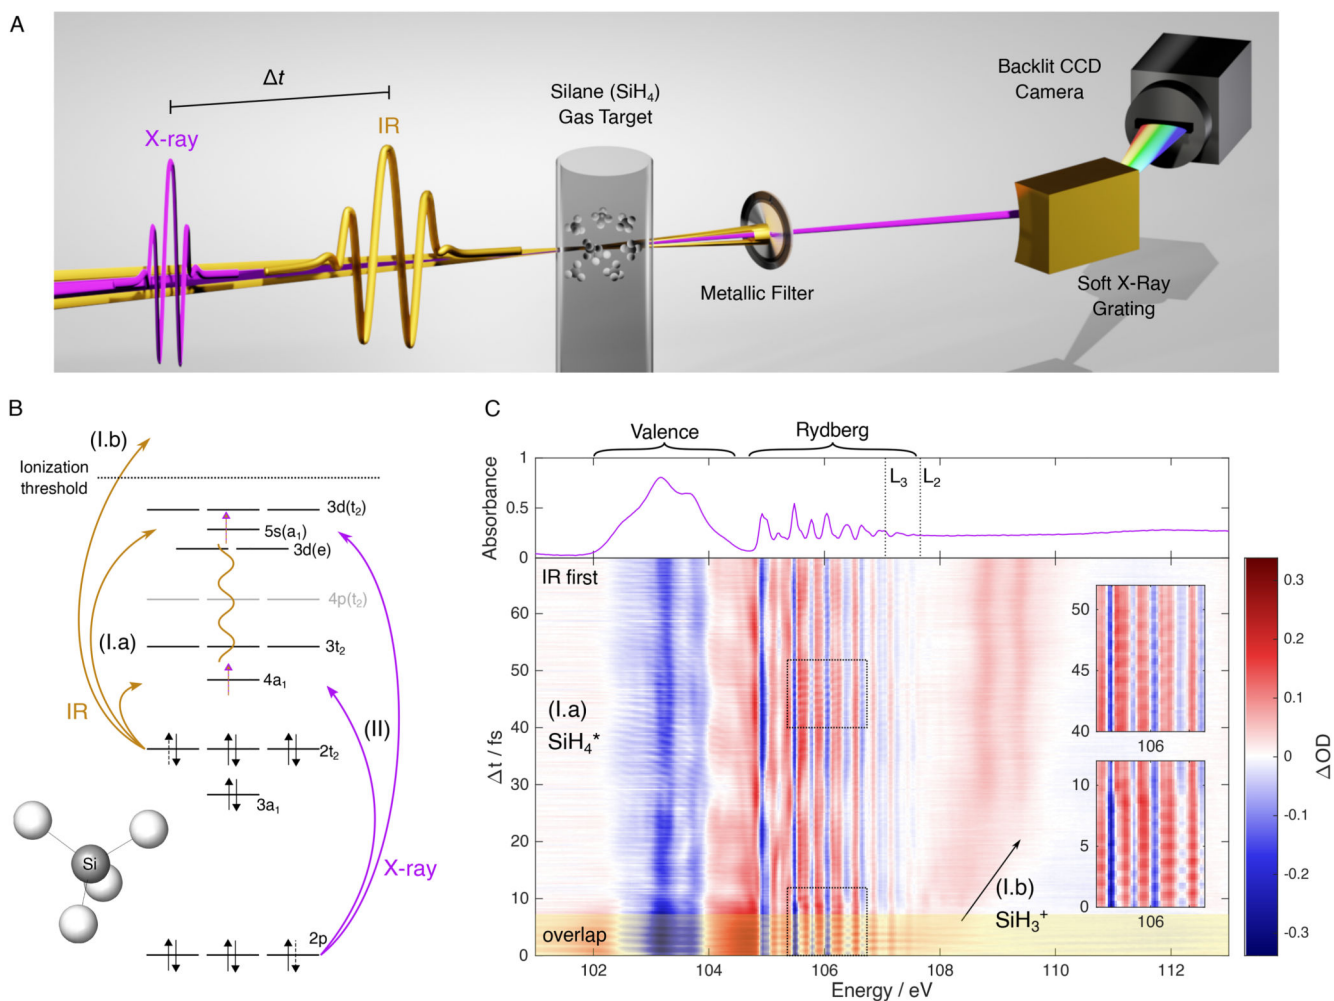 A
Δt
X-ray
IR
Silane (SiH₄)
Gas Target
Backlit CCD
Camera
Metallic Filter
Soft X-Ray
Grating
B
(I.b)
Ionization
threshold
3d(t₂)
5s(a₁)
3d(e)
4p(t₂)
(I.a)
3t₂
4a₁
IR
(II)
2t₂
3a₁
Si
X-ray
2p
C
Valence
Rydberg
Absorbance
1
0.5
0
L₃
L₂
IR first
Δt / fs
60
50
40
30
20
10
0
(I.a)
SiH₄*
(I.b)
SiH₃⁺
overlap
50
45
40
106
10
5
0
106
102
104
106
108
110
112
Energy / eV
0.3
0.2
0.1
0
-0.1
-0.2
-0.3
ΔOD